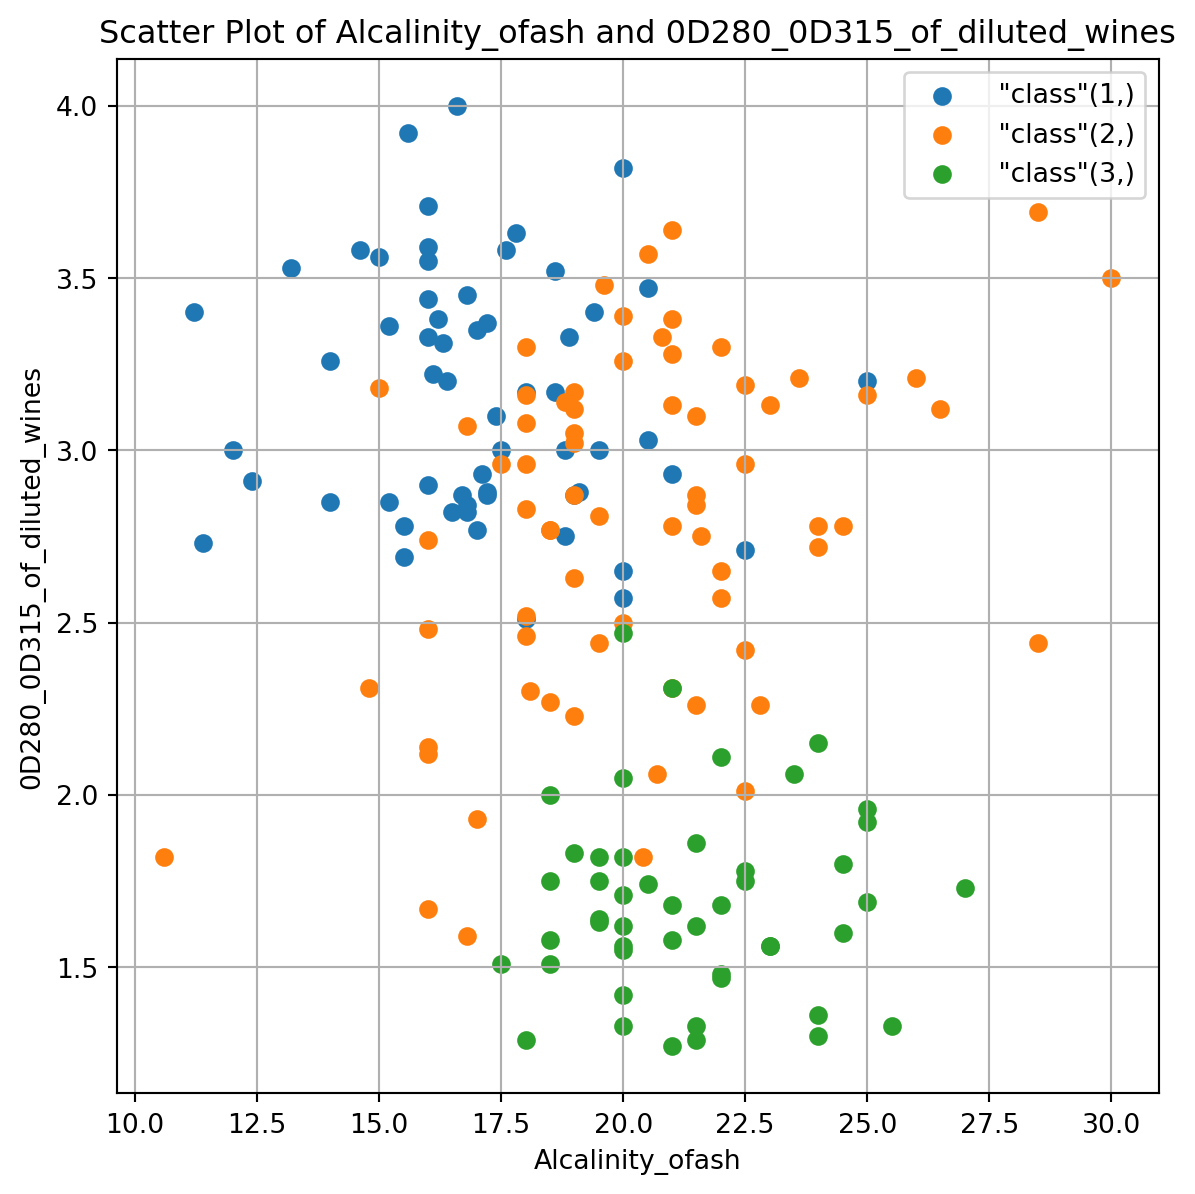 Scatter Plot of Alcalinity_ofash and 0D280_0D315_of_diluted_wines
"class"(1,)
"class"(2,)
"class"(3,)
4.0
3.5
3.0
2.5
2.0
1.5
0D280_0D315_of_diluted_wines
10.0 12.5 15.0 17.5 20.0 22.5 25.0 27.5 30.0
Alcalinity_ofash